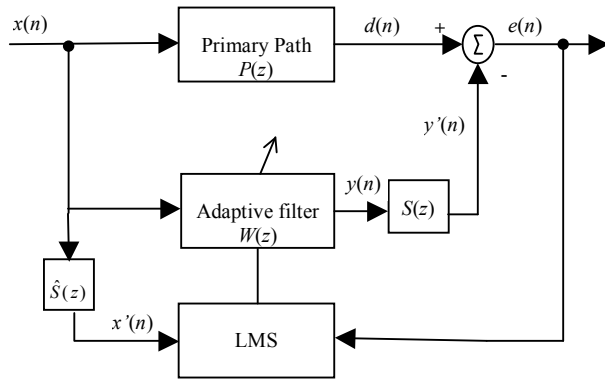 x(n)
Primary Path
P(z)
d(n)
+
Σ
e(n)
-
y’(n)
Adaptive filter
W(z)
y(n)
S(z)
Ŝ(z)
x’(n)
LMS